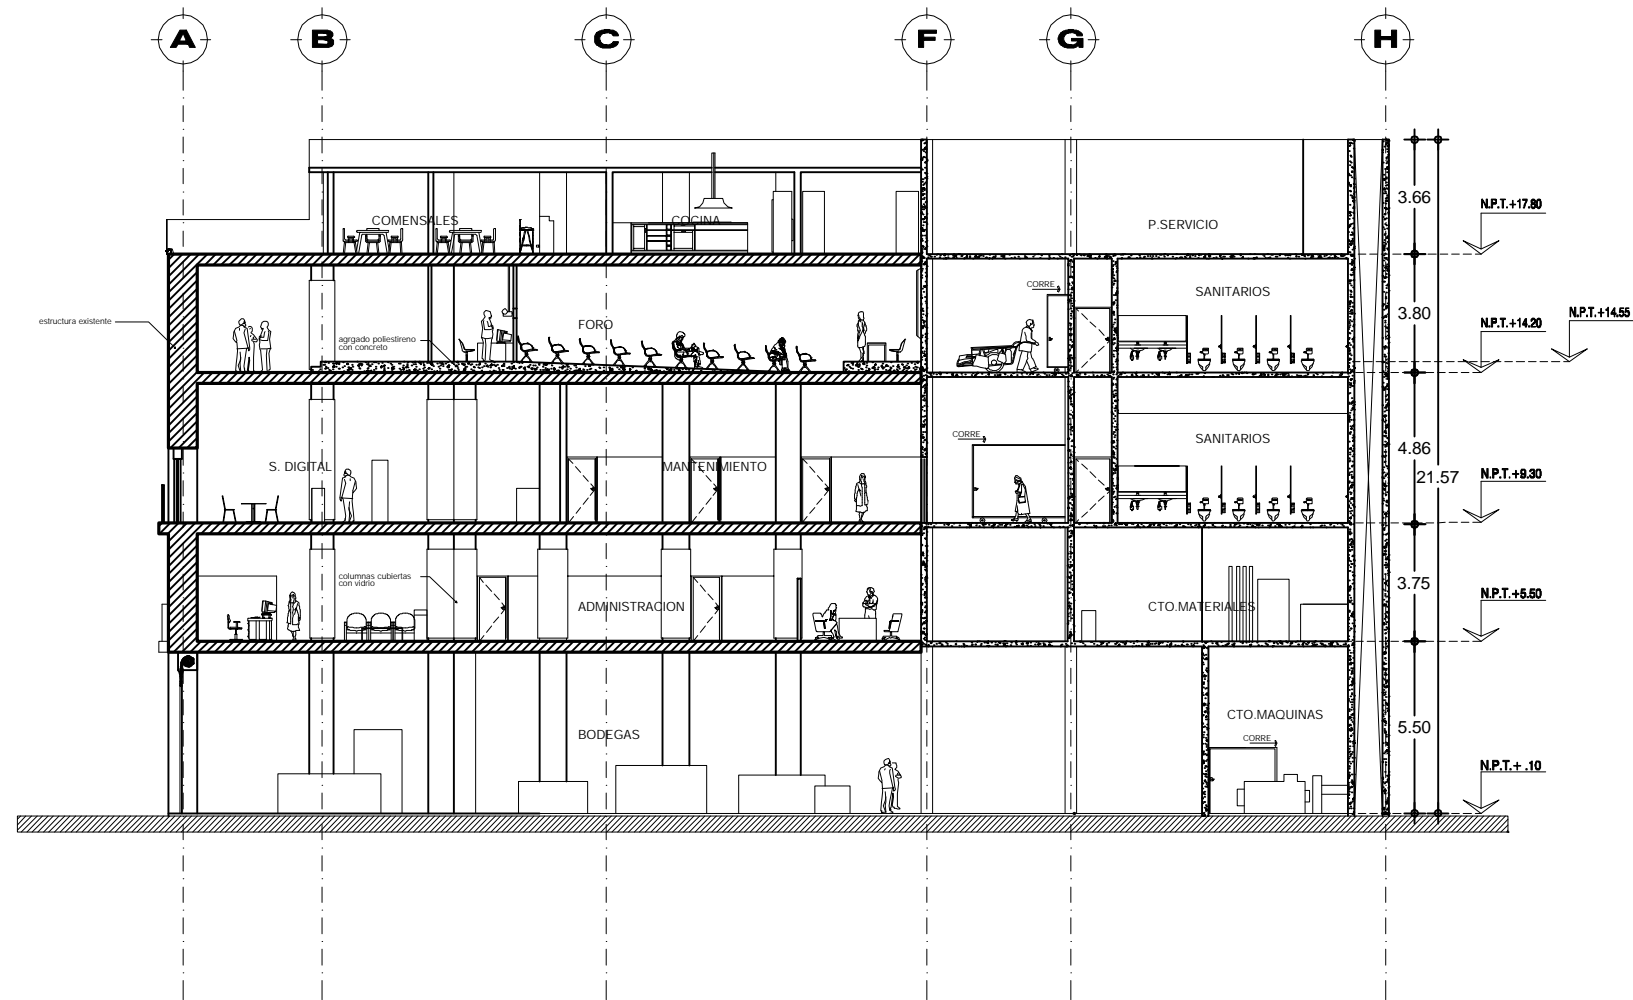 A B C F G H
3.66
N.P.T.+17.80
COMENSALES COCINA P.SERVICIO
CORRE SANITARIOS
estructura existente
FORO
3.80
N.P.T.+14.20
N.P.T.+14.55
agrgado poliestireno
con concreto
CORRE SANITARIOS
4.86
S. DIGITAL MANTENIMIENTO
21.57
N.P.T.+9.30
columnas cubiertas
con vidrio
3.75
N.P.T.+5.50
ADMINISTRACION CTO.MATERIALES
CTO.MAQUINAS
BODEGAS
CORRE
5.50
N.P.T.+ .10